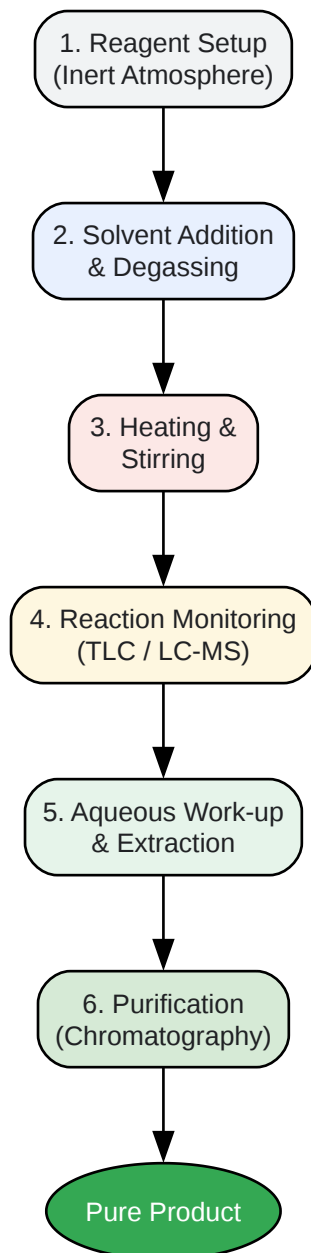 1. Reagent Setup
(Inert Atmosphere)
2. Solvent Addition
& Degassing
3. Heating &
Stirring
4. Reaction Monitoring
(TLC / LC-MS)
5. Aqueous Work-up
& Extraction
6. Purification
(Chromatography)
Pure Product